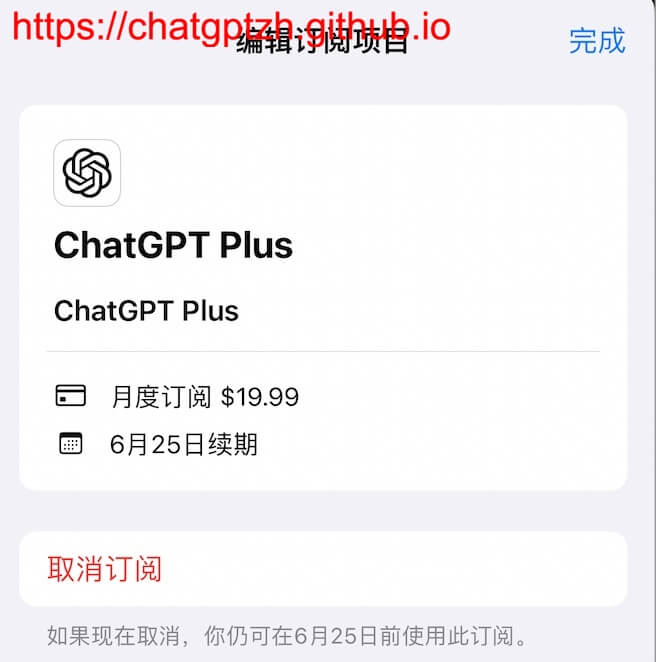 https://chatgptzh.github.io
编辑订阅项目
完成
ChatGPT Plus
ChatGPT Plus
月度订阅 $19.99
6月25日续期
取消订阅
如果现在取消，你仍可在6月25日前使用此订阅。